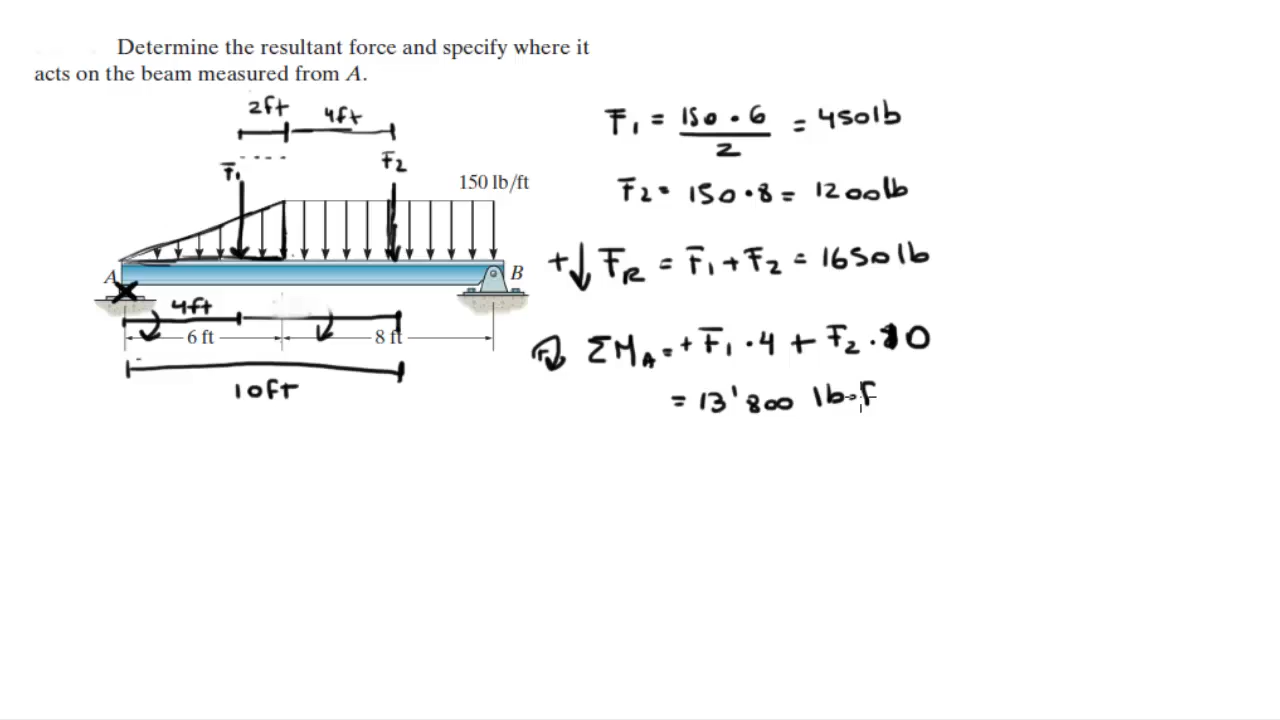 Determine the resultant force and specify where it
acts on the beam measured from A.
2ft
4ft
F1
F2
150 lb/ft
A
B
4ft
6 ft
8 ft
10ft
F1 = 150 · 6 / 2 = 450lb
F2 = 150 · 8 = 1200lb
+↓ FR = F1 + F2 = 1650lb
ΣMA = + F1 · 4 + F2 · 10
= 13'800 lb·F